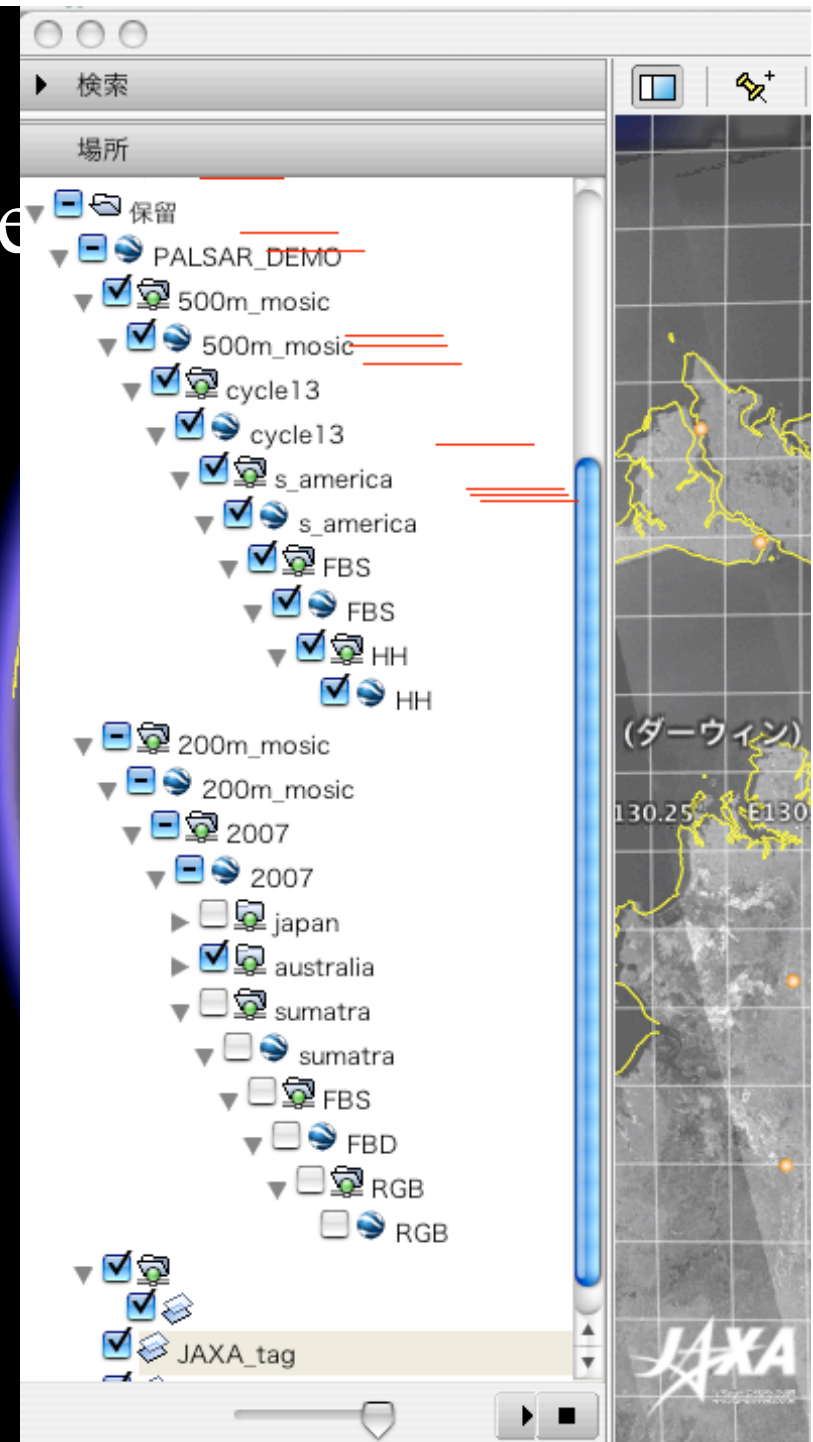 検索
場所
保留
PALSAR_DEMO
500m_mosic
500m_mosic
cycle13
cycle13
s_america
s_america
FBS
FBS
HH
HH
200m_mosic
200m_mosic
2007
2007
japan
australia
sumatra
sumatra
FBS
FBD
RGB
RGB
JAXA_tag
(ダーウィン)
130.25
E130
JAXA